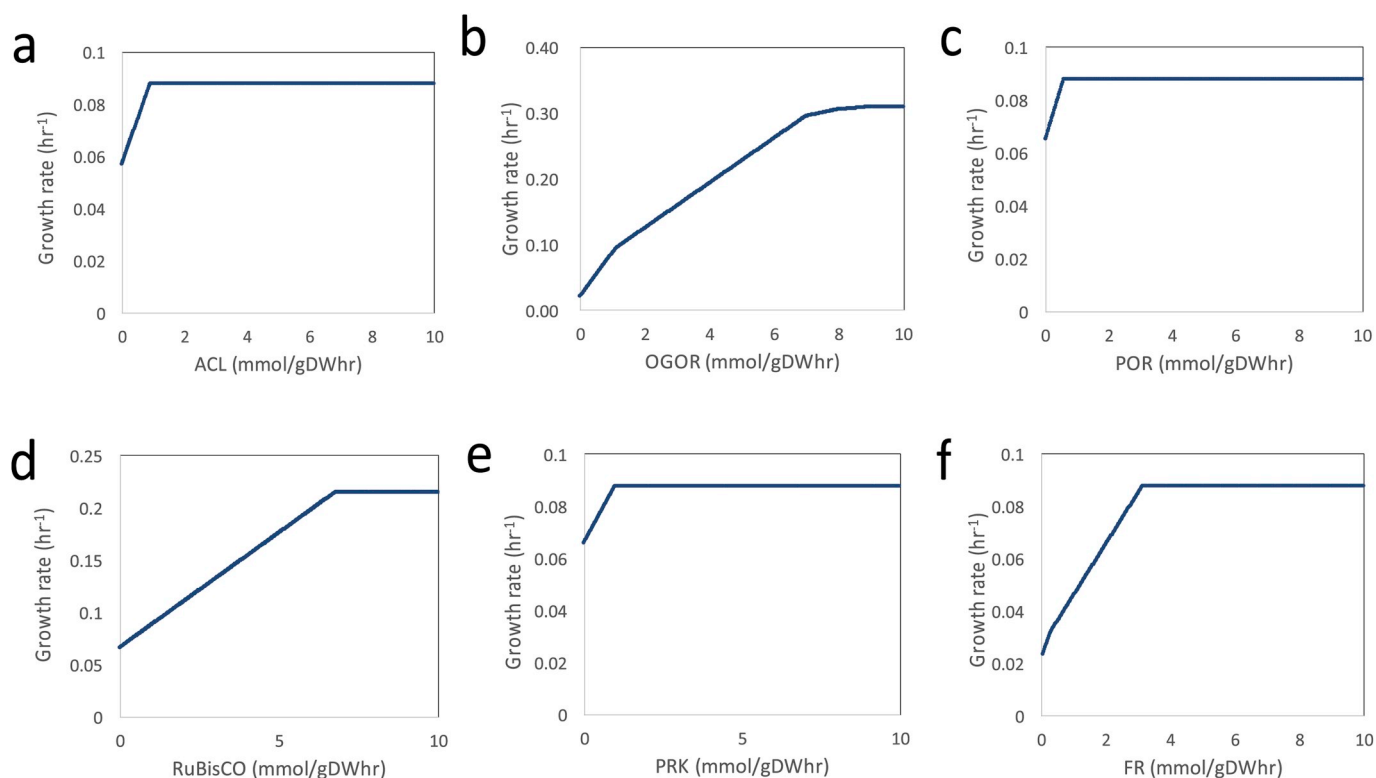 a
0.1
0.08
0.06
0.04
0.02
0
Growth rate (hr-1)
0 2 4 6 8 10
ACL (mmol/gDWhr)
b
0.40
0.30
0.20
0.10
0.00
Growth rate (hr-1)
0 2 4 6 8 10
OGOR (mmol/gDWhr)
c
0.1
0.08
0.06
0.04
0.02
0
Growth rate (hr-1)
0 2 4 6 8 10
POR (mmol/gDWhr)
d
0.25
0.2
0.15
0.1
0.05
0
Growth rate (hr-1)
0 5 10
RuBisCO (mmol/gDWhr)
e
0.1
0.08
0.06
0.04
0.02
0
Growth rate (hr-1)
0 5 10
PRK (mmol/gDWhr)
f
0.1
0.08
0.06
0.04
0.02
0
Growth rate (hr-1)
0 2 4 6 8 10
FR (mmol/gDWhr)